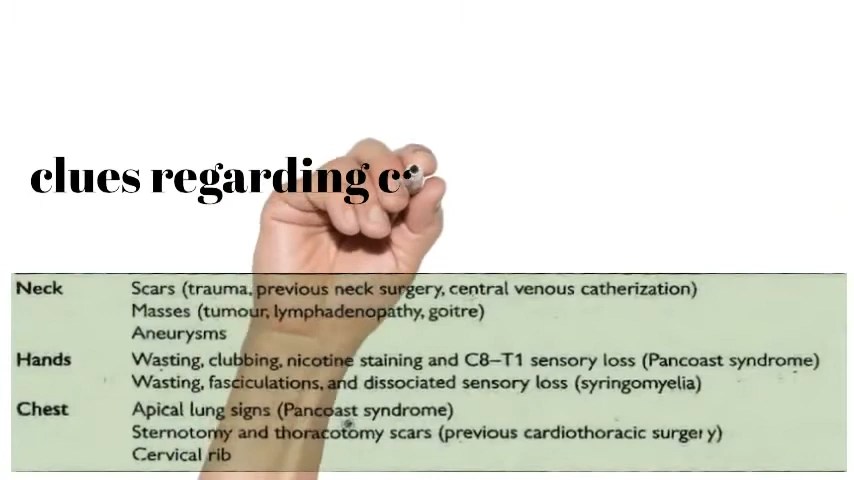 clues regarding c
Neck Scars (trauma, previous neck surgery, central venous catherization)
Masses (tumour, lymphadenopathy, goitre)
Aneurysms
Hands Wasting, clubbing, nicotine staining and C8–T1 sensory loss (Pancoast syndrome)
Wasting, fasciculations, and dissociated sensory loss (syringomyelia)
Chest Apical lung signs (Pancoast syndrome)
Sternotomy and thoracotomy scars (previous cardiothoracic surgery)
Cervical rib